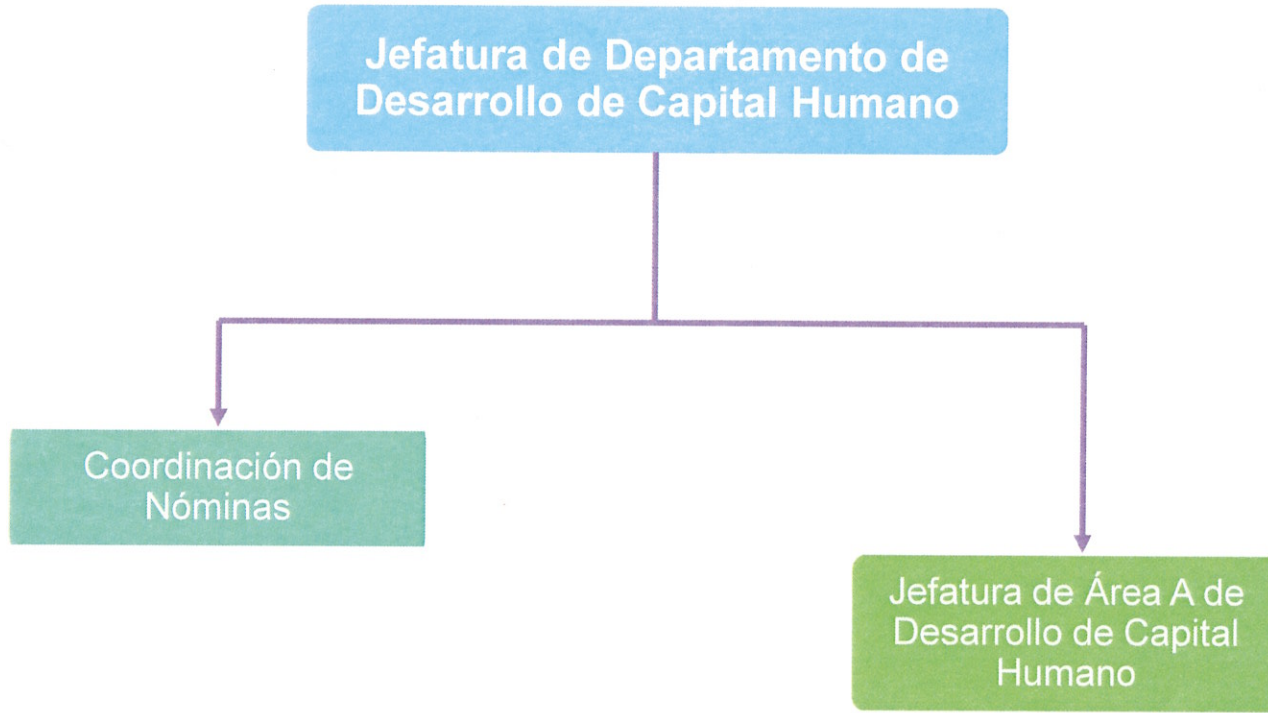 Jefatura de Departamento de
Desarrollo de Capital Humano
Coordinación de
Nóminas
Jefatura de Área A de
Desarrollo de Capital
Humano